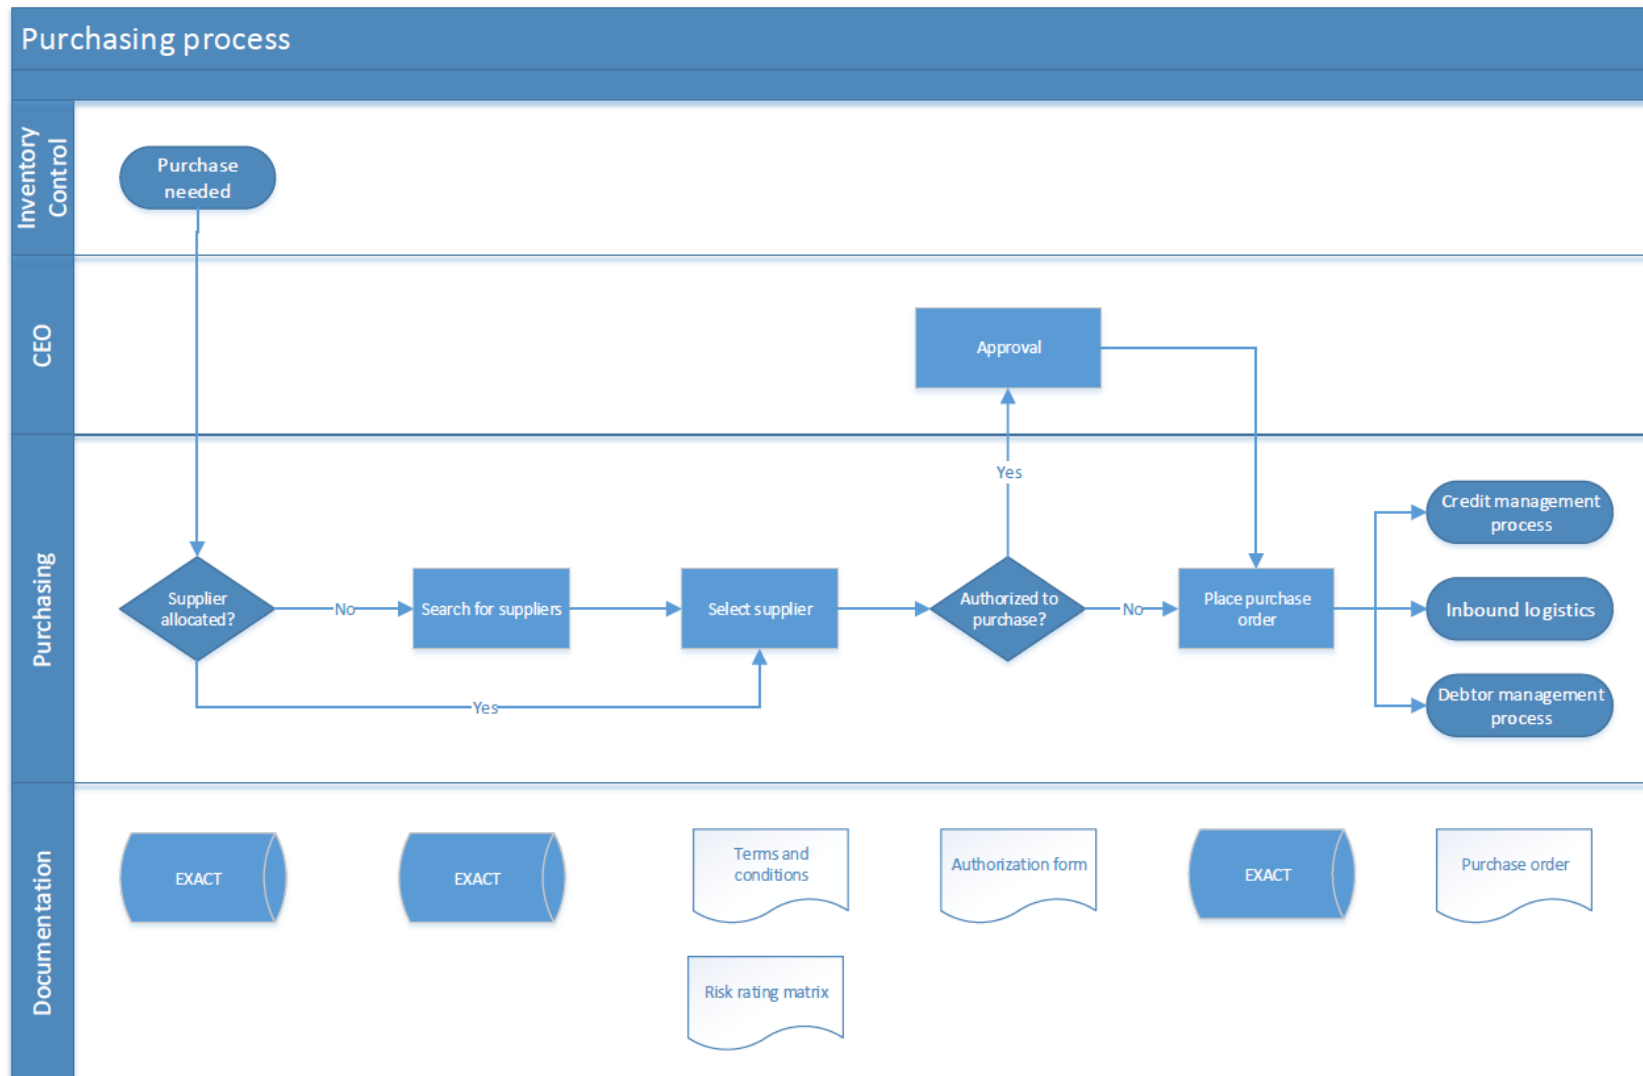 Purchasing process
Inventory
Control
Purchase
needed
CEO
Approval
Yes
Purchasing
Supplier
allocated?
No
Search for suppliers
Select supplier
Authorized to
purchase?
No
Place purchase
order
Credit management
process
Inbound logistics
Debtor management
process
Yes
Documentation
EXACT
EXACT
Terms and
conditions
Authorization form
EXACT
Purchase order
Risk rating matrix